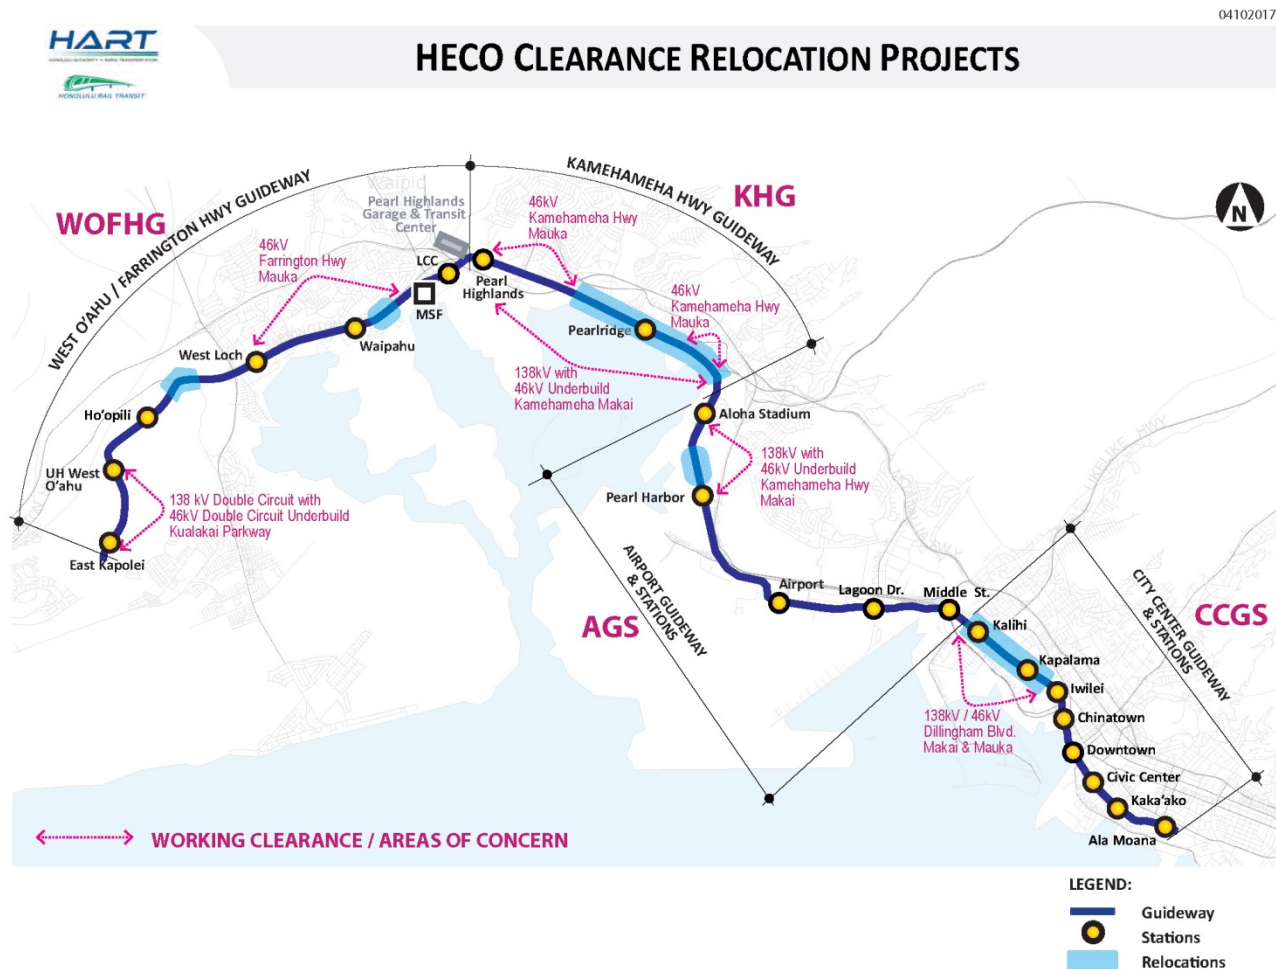 04102017
HART
HONOLULU AUTHORITY for RAPID TRANSPORTATION
HONOLULU RAIL TRANSIT
HECO CLEARANCE RELOCATION PROJECTS
WEST O'AHU / FARRINGTON HWY GUIDEWAY
WOFHG
KAMEHAMEHA HWY GUIDEWAY
KHG
N
Pearl Highlands
Garage & Transit
Center
46kV
Farrington Hwy
Mauka
46kV
Kamehameha Hwy
Mauka
46kV
Kamehameha Hwy
Mauka
LCC
MSF
Pearl
Highlands
Pearlridge
Waipahu
West Loch
Ho'opili
UH West
O'ahu
East Kapolei
138kV with
46kV Underbuild
Kamehameha Makai
Aloha Stadium
138kV with
46kV Underbuild
Kamehameha Hwy
Makai
Pearl Harbor
138 kV Double Circuit with
46kV Double Circuit Underbuild
Kualakai Parkway
AIRPORT GUIDEWAY
& STATIONS
AGS
Airport
Lagoon Dr.
Middle St.
Kalihi
Kapalama
Iwilei
Chinatown
Downtown
Civic Center
Kaka'ako
Ala Moana
CITY CENTER GUIDEWAY
& STATIONS
CCGS
138kV / 46kV
Dillingham Blvd.
Makai & Mauka
WORKING CLEARANCE / AREAS OF CONCERN
LEGEND:
Guideway
Stations
Relocations